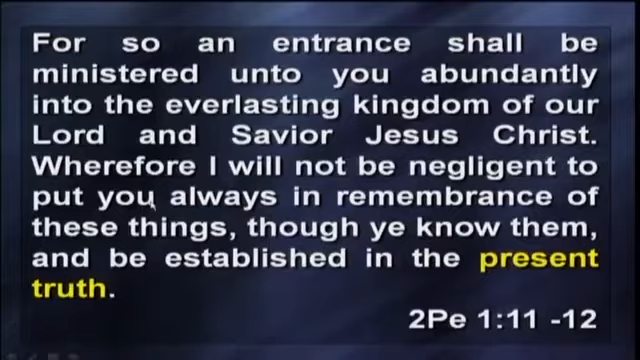 For so an entrance shall be
ministered unto you abundantly
into the everlasting kingdom of our
Lord and Savior Jesus Christ.
Wherefore I will not be negligent to
put you always in remembrance of
these things, though ye know them,
and be established in the present
truth.
2Pe 1:11 -12